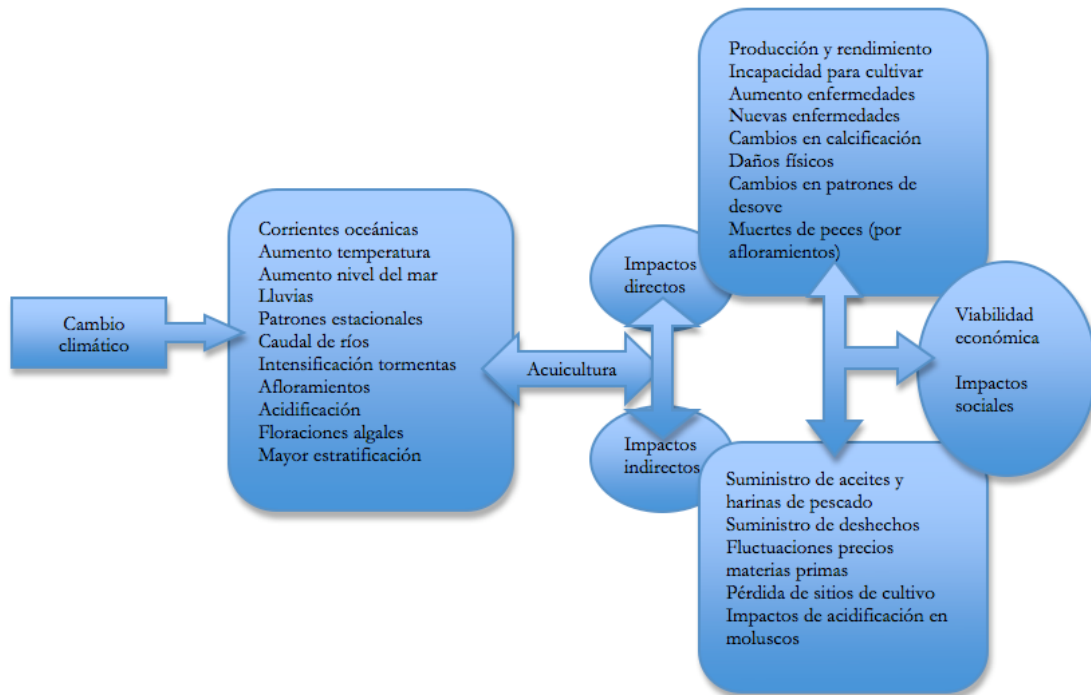 Cambio
climático
Corrientes oceánicas
Aumento temperatura
Aumento nivel del mar
Lluvias
Patrones estacionales
Caudal de ríos
Intensificación tormentas
Afloramientos
Acidificación
Floraciones algales
Mayor estratificación
Acuicultura
Impactos
directos
Impactos
indirectos
Producción y rendimiento
Incapacidad para cultivar
Aumento enfermedades
Nuevas enfermedades
Cambios en calcificación
Daños físicos
Cambios en patrones de
desove
Muertes de peces (por
afloramientos)
Suministro de aceites y
harinas de pescado
Suministro de deshechos
Fluctuaciones precios
materias primas
Pérdida de sitios de cultivo
Impactos de acidificación en
moluscos
Viabilidad
económica
Impactos
sociales